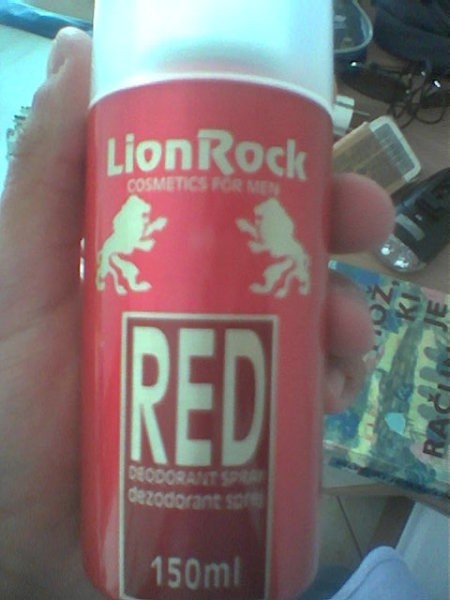 LionRock
COSMETICS FOR MEN
RED
DEODORANT SPRAY
dezodorant sprej
150ml